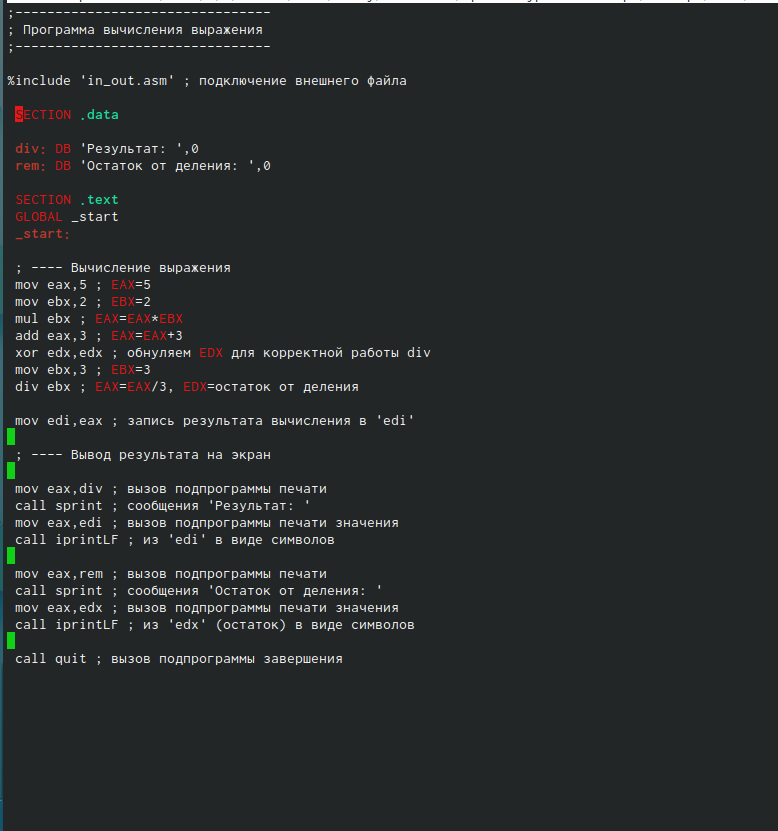 ;--------------------------------
; Программа вычисления выражения
;--------------------------------
%include 'in_out.asm' ; подключение внешнего файла
SECTION .data
div: DB 'Результат: ',0
rem: DB 'Остаток от деления: ',0
SECTION .text
GLOBAL _start
_start:
; ---- Вычисление выражения
mov eax,5 ; EAX=5
mov ebx,2 ; EBX=2
mul ebx ; EAX=EAX*EBX
add eax,3 ; EAX=EAX+3
xor edx,edx ; обнуляем EDX для корректной работы div
mov ebx,3 ; EBX=3
div ebx ; EAX=EAX/3, EDX=остаток от деления
mov edi,eax ; запись результата вычисления в 'edi'
; ---- Вывод результата на экран
mov eax,div ; вызов подпрограммы печати
call sprint ; сообщения 'Результат: '
mov eax,edi ; вызов подпрограммы печати значения
call iprintLF ; из 'edi' в виде символов
mov eax,rem ; вызов подпрограммы печати
call sprint ; сообщения 'Остаток от деления: '
mov eax,edx ; вызов подпрограммы печати значения
call iprintLF ; из 'edx' (остаток) в виде символов
call quit ; вызов подпрограммы завершения